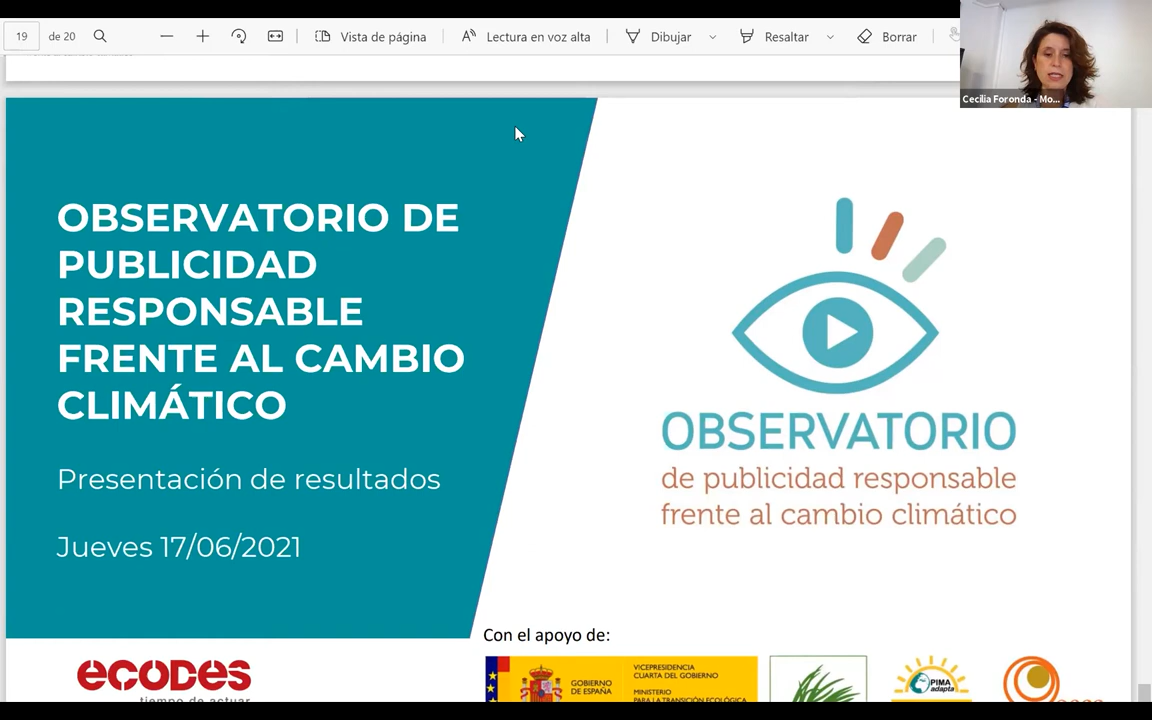 19 de 20 Vista de página Lectura en voz alta Dibujar Resaltar Borrar
Cecilia Foronda - Mo...
OBSERVATORIO DE
PUBLICIDAD
RESPONSABLE
FRENTE AL CAMBIO
CLIMÁTICO
Presentación de resultados
Jueves 17/06/2021
OBSERVATORIO
de publicidad responsable
frente al cambio climático
Con el apoyo de:
ecodes
tiempo de actuar
GOBIERNO
DE ESPAÑA
VICEPRESIDENCIA
CUARTA DEL GOBIERNO
MINISTERIO
PARA LA TRANSICIÓN ECOLÓGICA
PIMA
adapta